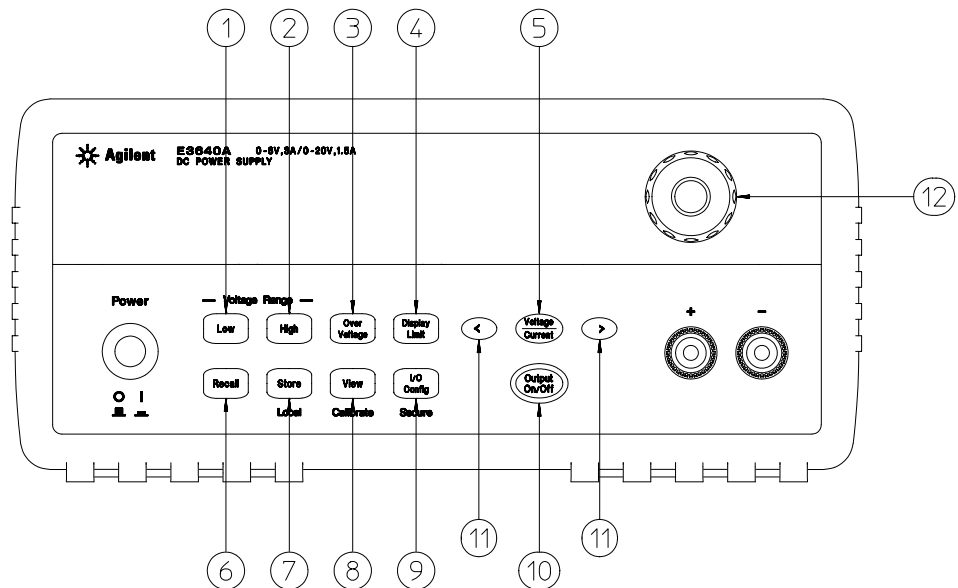 1 2 3 4 5
Agilent E3640A 0-8V,3A/0-20V,1.5A
DC POWER SUPPLY
12
Power
Voltage Range
+ -
Low High Over Voltage Display Limit < Voltage Current >
Recall Store View I/O Config Output On/Off
O I
Local Calibrate Secure
11 11
6 7 8 9 10